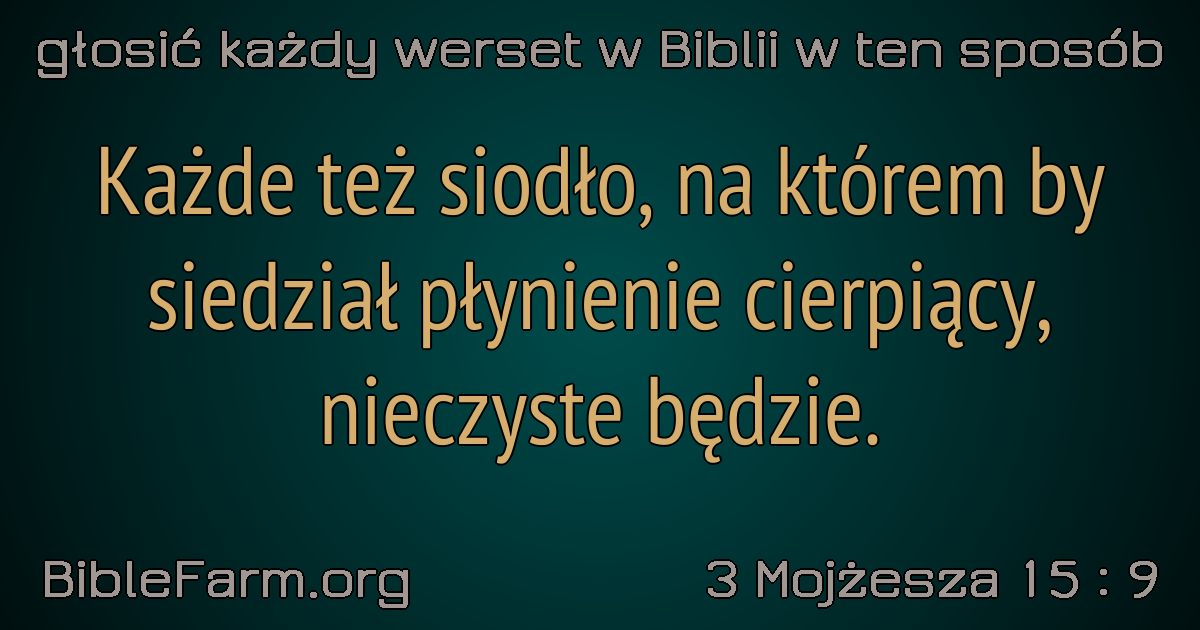 głosić każdy werset w Biblii w ten sposób
Każde też siodło, na którem by
siedział płynienie cierpiący,
nieczyste będzie.
BibleFarm.org
3 Mojżesza 15 : 9